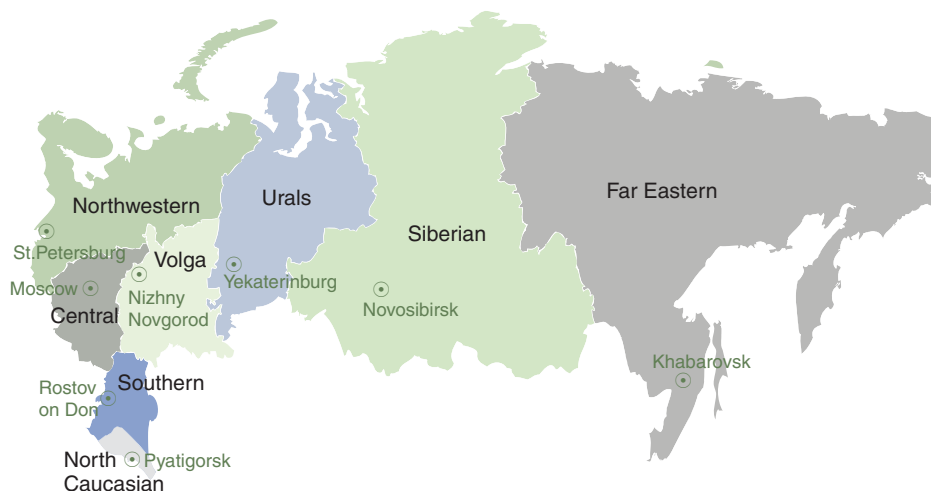 Far Eastern
Urals
Northwestern
Siberian
St.Petersburg
Volga
Yekaterinburg
Moscow
Nizhny
Novgorod
Central
Novosibirsk
Khabarovsk
Southern
Rostov
on Don
North
Caucasian
Pyatigorsk